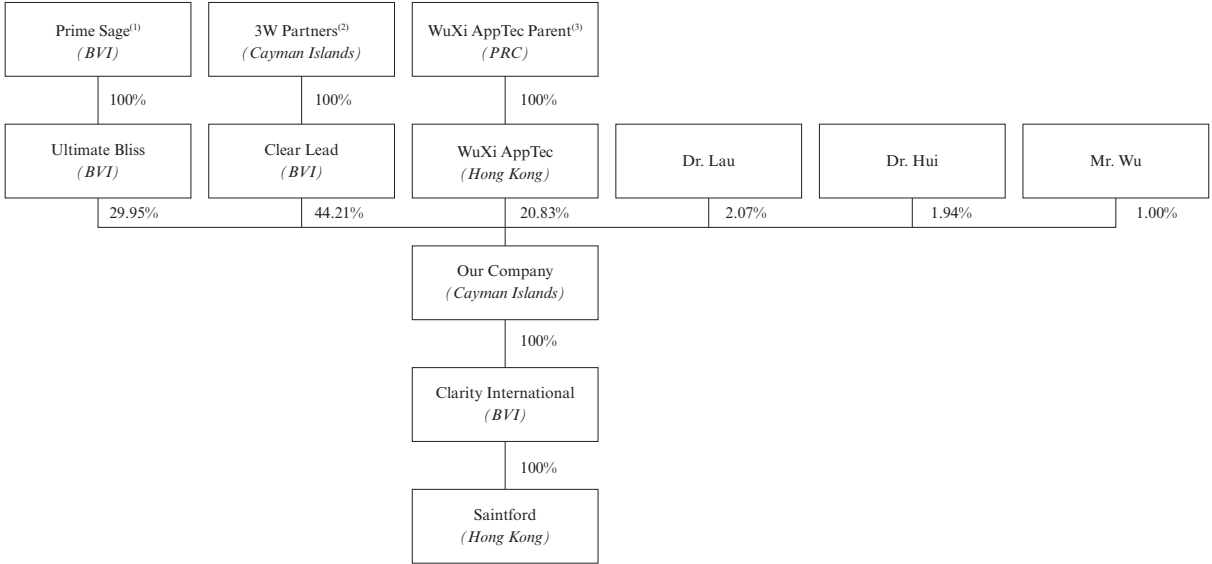 Prime Sage(1)
(BVI)
3W Partners(2)
(Cayman Islands)
WuXi AppTec Parent(3)
(PRC)
100%
100%
100%
Ultimate Bliss
(BVI)
Clear Lead
(BVI)
WuXi AppTec
(Hong Kong)
Dr. Lau
Dr. Hui
Mr. Wu
29.95%
44.21%
20.83%
2.07%
1.94%
1.00%
Our Company
(Cayman Islands)
100%
Clarity International
(BVI)
100%
Saintford
(Hong Kong)